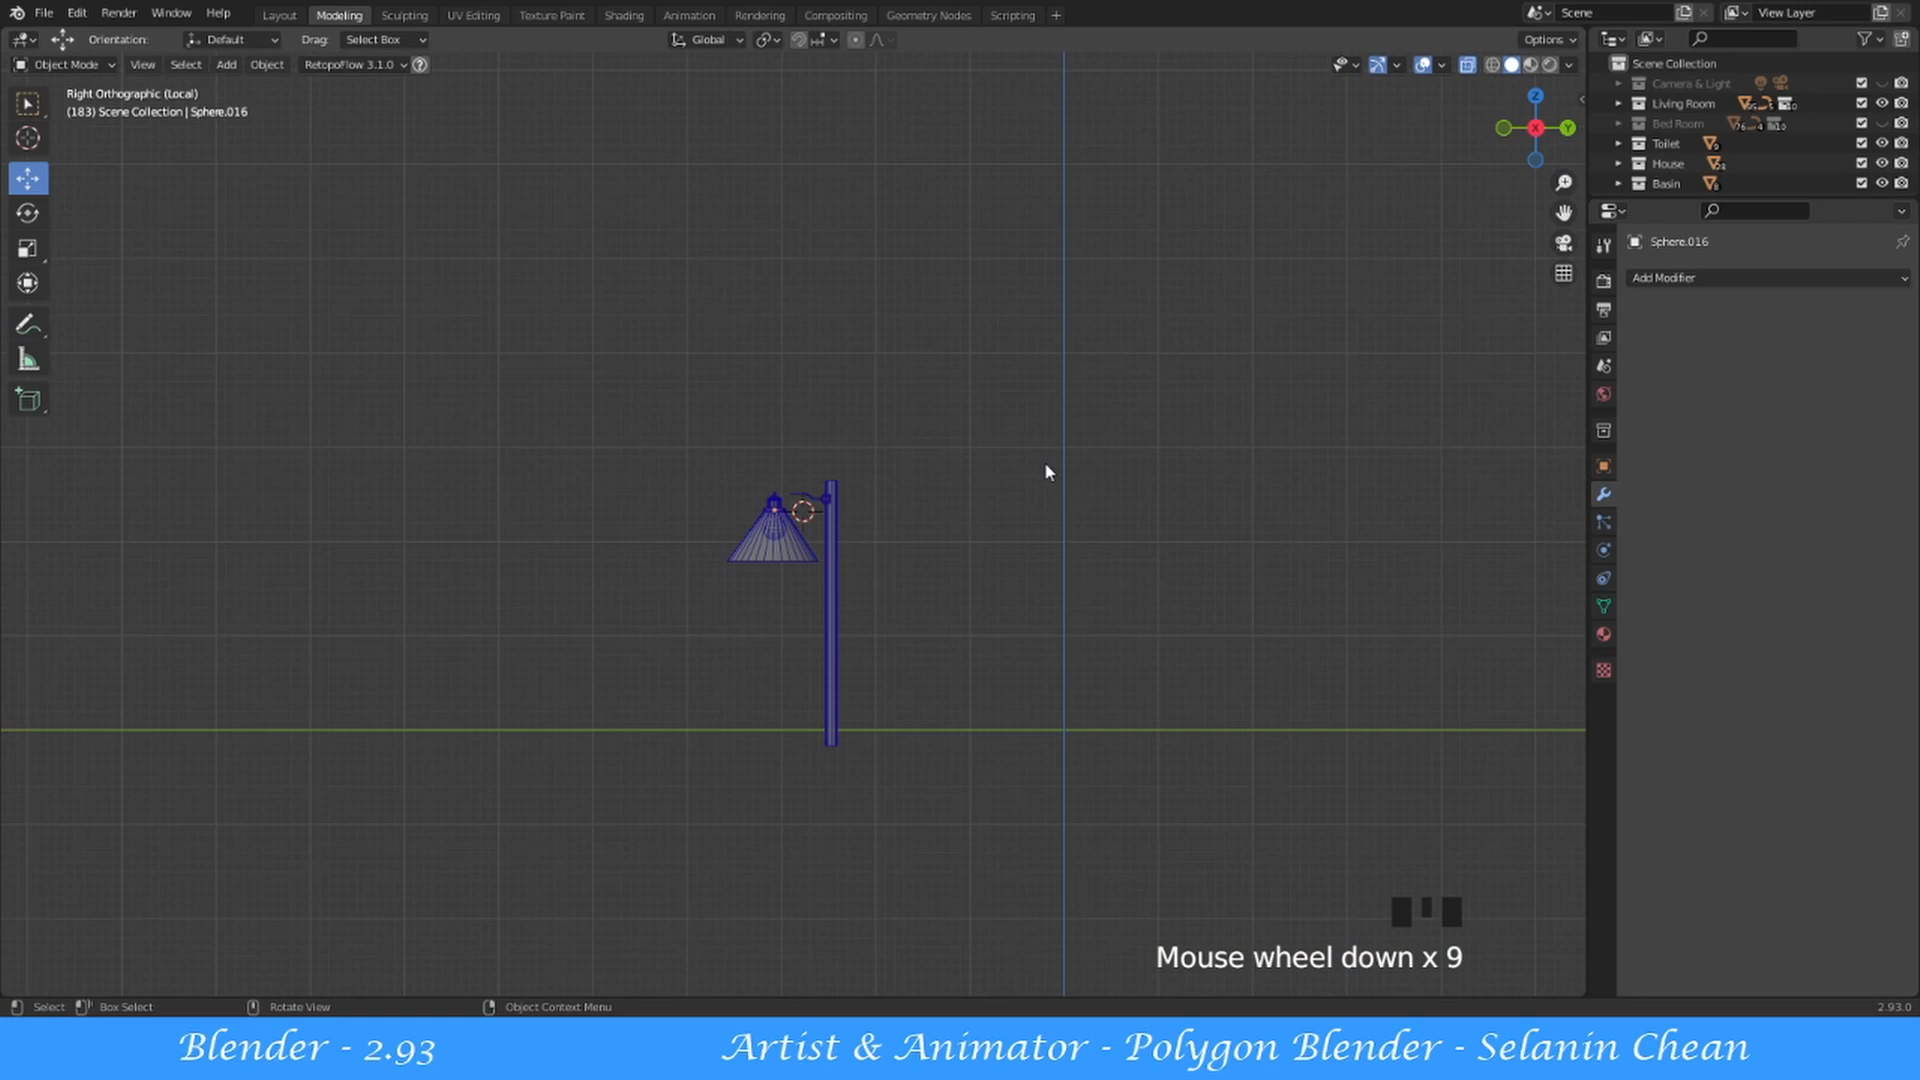 File Edit Render Window Help Layout Modeling Sculpting UV Editing Texture Paint Shading Animation Rendering Compositing Geometry Nodes Scripting + Scene View Layer
Orientation: Default Drag: Select Box Global Options
Object Mode View Select Add Object RetopoFlow 3.1.0
Right Orthographic (Local)
(183) Scene Collection | Sphere.016
Z
X
Y
Scene Collection
Camera & Light
Living Room
Bed Room
Toilet
House
Basin
Sphere.016
Add Modifier
Mouse wheel down x 9
Select Box Select Rotate View Object Context Menu 2.93.0
Blender - 2.93 Artist & Animator - Polygon Blender - Selanin Chean